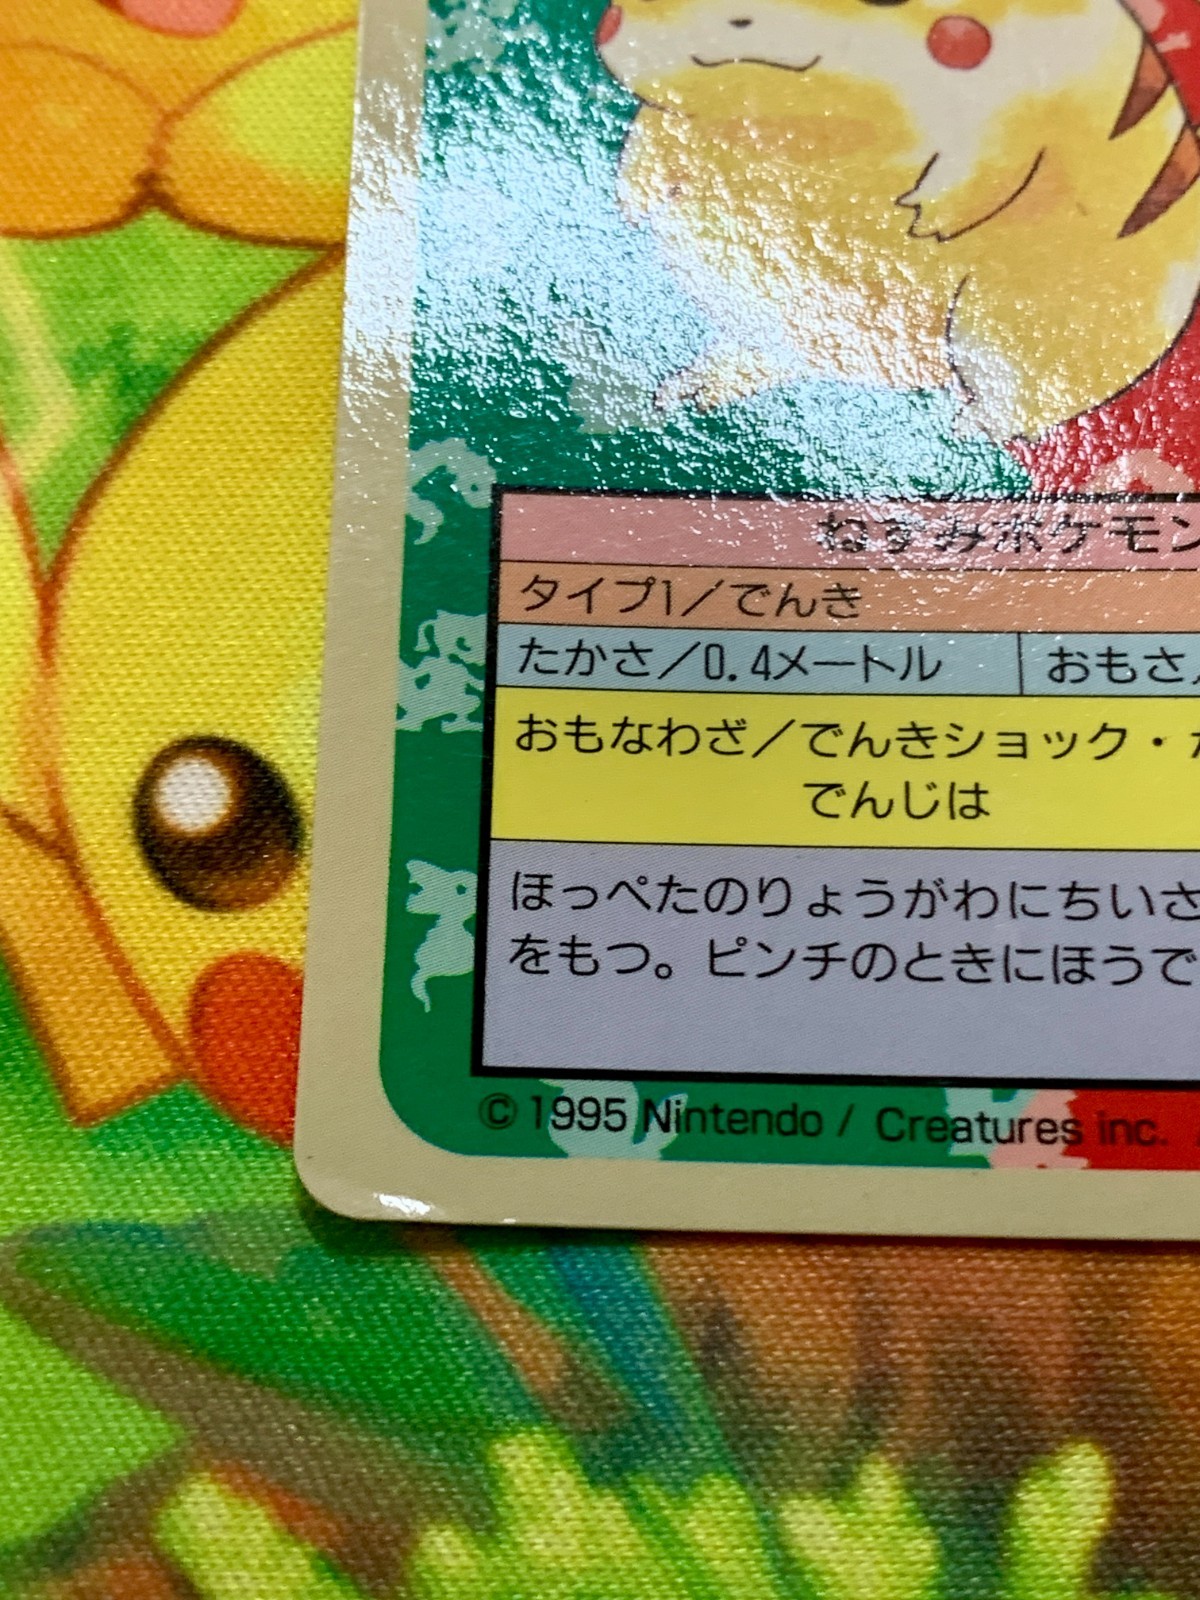 ねずみポケモン
タイプ1/でんき
たかさ/0.4メートル
おもさ
おもなわざ/でんきショック・
でんじは
ほっぺたのりょうがわにちいさ
をもつ。ピンチのときにほうで
© 1995 Nintendo / Creatures inc.